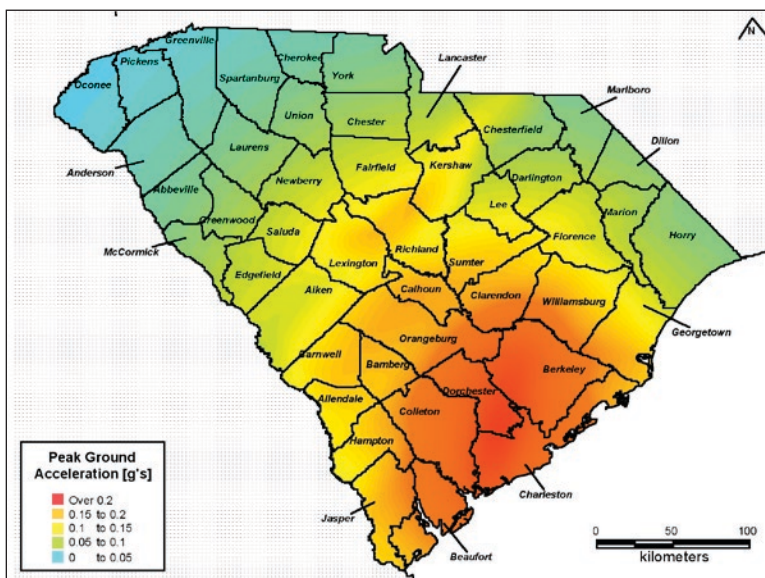 N
Greenville
Cherokee
Pickens
Oconee
Spartanburg
York
Lancaster
Union
Chester
Chesterfield
Marlboro
Dillon
Anderson
Laurens
Fairfield
Kershaw
Darlington
Abbeville
Newberry
Lee
Marion
Greenwood
Saluda
Richland
Florence
Horry
McCormick
Edgefield
Lexington
Sumter
Aiken
Calhoun
Clarendon
Williamsburg
Georgetown
Orangeburg
Barnwell
Bamberg
Berkeley
Dorchester
Allendale
Colleton
Hampton
Charleston
Jasper
Beaufort
Peak Ground
Acceleration [g's]
Over 0.2
0.15 to 0.2
0.1 to 0.15
0.05 to 0.1
0 to 0.05
0 50 100
kilometers